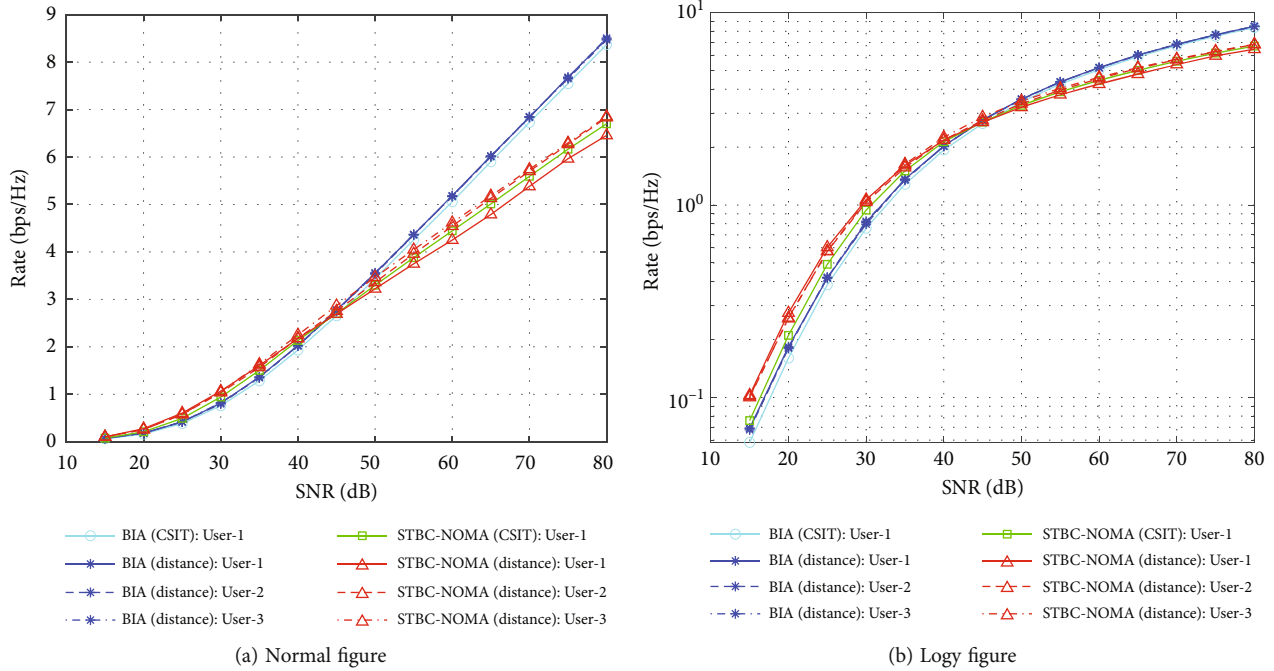 9
8
7
6
5
4
3
2
1
0
Rate (bps/Hz)
10 20 30 40 50 60 70 80
SNR (dB)
BIA (CSIT): User-1
BIA (distance): User-1
BIA (distance): User-2
BIA (distance): User-3
STBC-NOMA (CSIT): User-1
STBC-NOMA (distance): User-1
STBC-NOMA (distance): User-2
STBC-NOMA (distance): User-3
(a) Normal figure
10^1
10^0
10^-1
Rate (bps/Hz)
10 20 30 40 50 60 70 80
SNR (dB)
BIA (CSIT): User-1
BIA (distance): User-1
BIA (distance): User-2
BIA (distance): User-3
STBC-NOMA (CSIT): User-1
STBC-NOMA (distance): User-1
STBC-NOMA (distance): User-2
STBC-NOMA (distance): User-3
(b) Logy figure